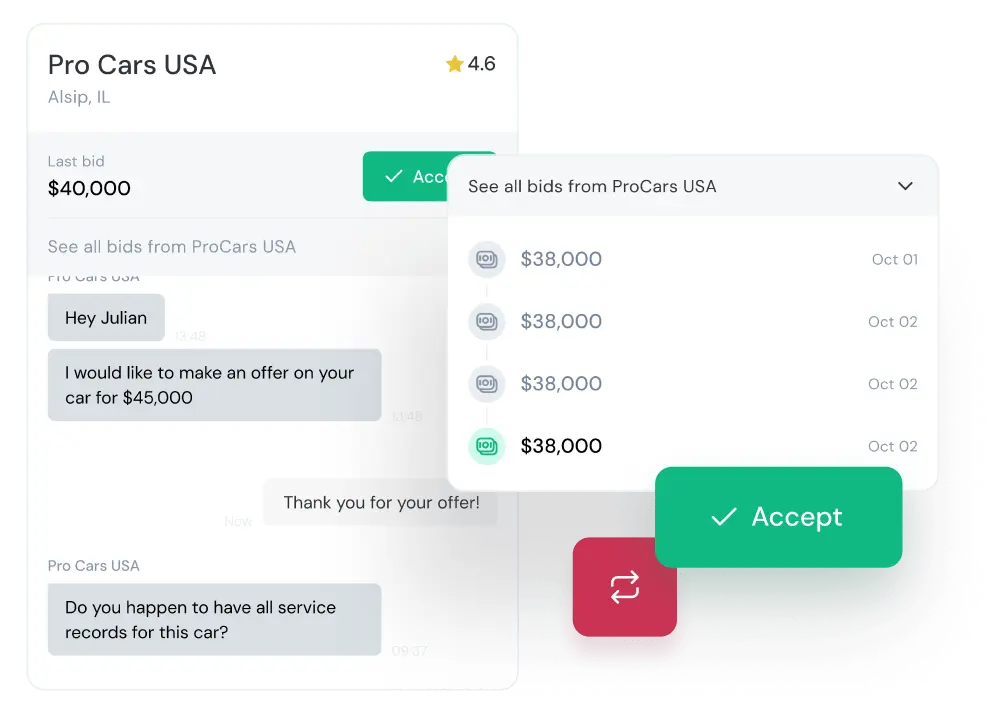 Pro Cars USA
4.6
Alsip, IL
Last bid
$40,000
See all bids from ProCars USA
Pro Cars USA
Hey Julian
13:48
I would like to make an offer on your
car for $45,000
Thank you for your offer!
Now
Pro Cars USA
Do you happen to have all service
records for this car?
09:37
See all bids from ProCars USA
$38,000 Oct 01
$38,000 Oct 02
$38,000 Oct 02
$38,000 Oct 02
Accept